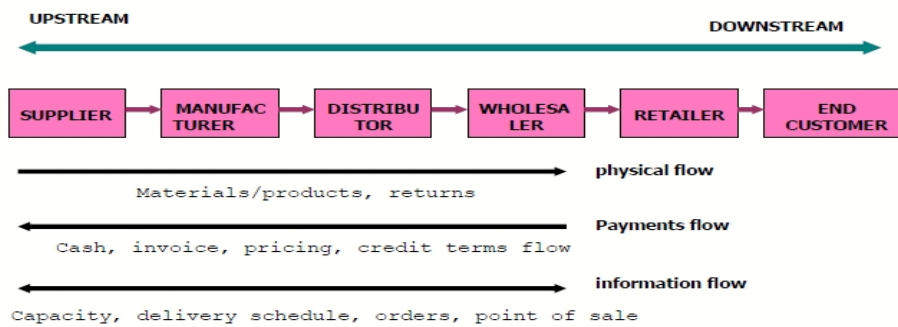 UPSTREAM
DOWNSTREAM
SUPPLIER
MANUFAC
TURER
DISTRIBU
TOR
WHOLESA
LER
RETAILER
END
CUSTOMER
physical flow
Materials/products, returns
Payments flow
Cash, invoice, pricing, credit terms flow
information flow
Capacity, delivery schedule, orders, point of sale